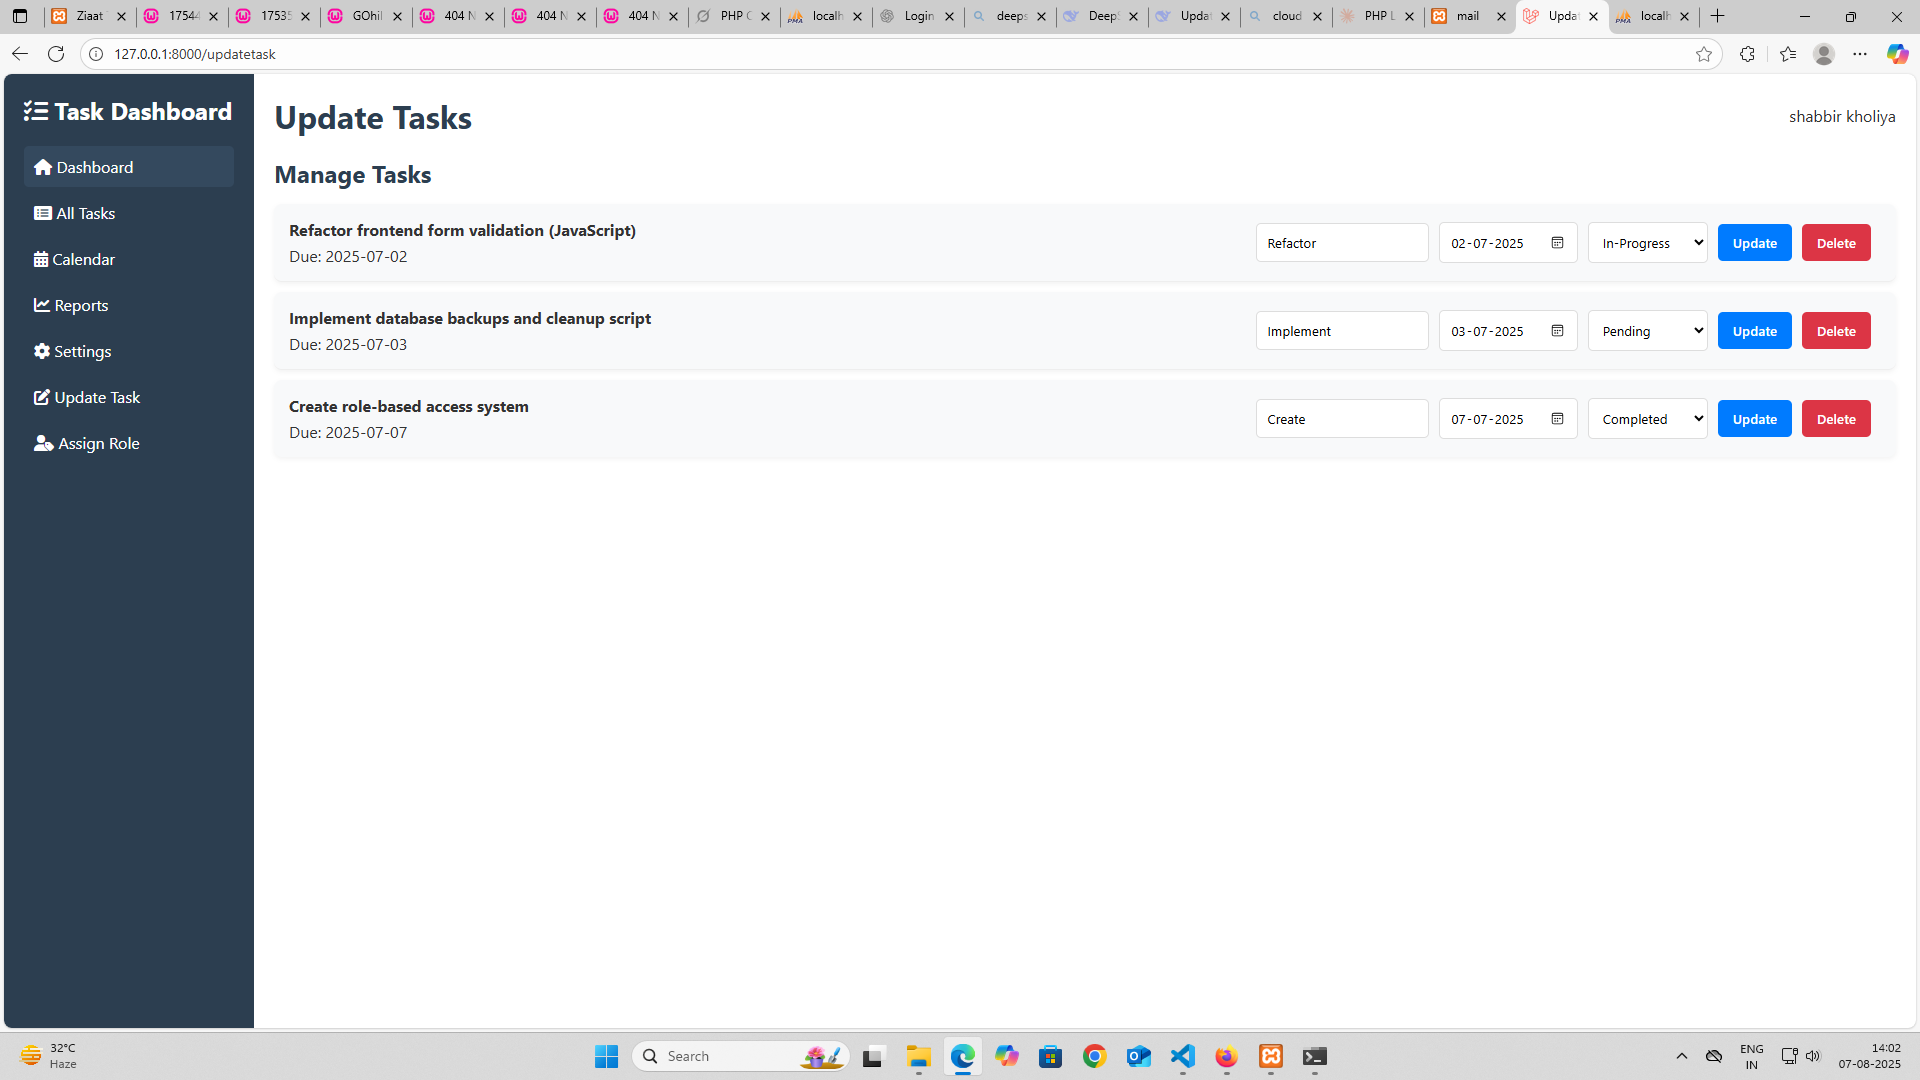 Ziaat
17544
17535
GOhil
404 N
404 N
404 N
PHP C
localh
Login
deeps
Deep
Updat
cloud
PHP L
mail
Updat
localh
127.0.0.1:8000/updatetask
Task Dashboard
Dashboard
All Tasks
Calendar
Reports
Settings
Update Task
Assign Role
Update Tasks
shabbir kholiya
Manage Tasks
Refactor frontend form validation (JavaScript)
Due: 2025-07-02
Refactor
02-07-2025
In-Progress
Update
Delete
Implement database backups and cleanup script
Due: 2025-07-03
Implement
03-07-2025
Pending
Update
Delete
Create role-based access system
Due: 2025-07-07
Create
07-07-2025
Completed
Update
Delete
32°C
Haze
Search
ENG
IN
14:02
07-08-2025